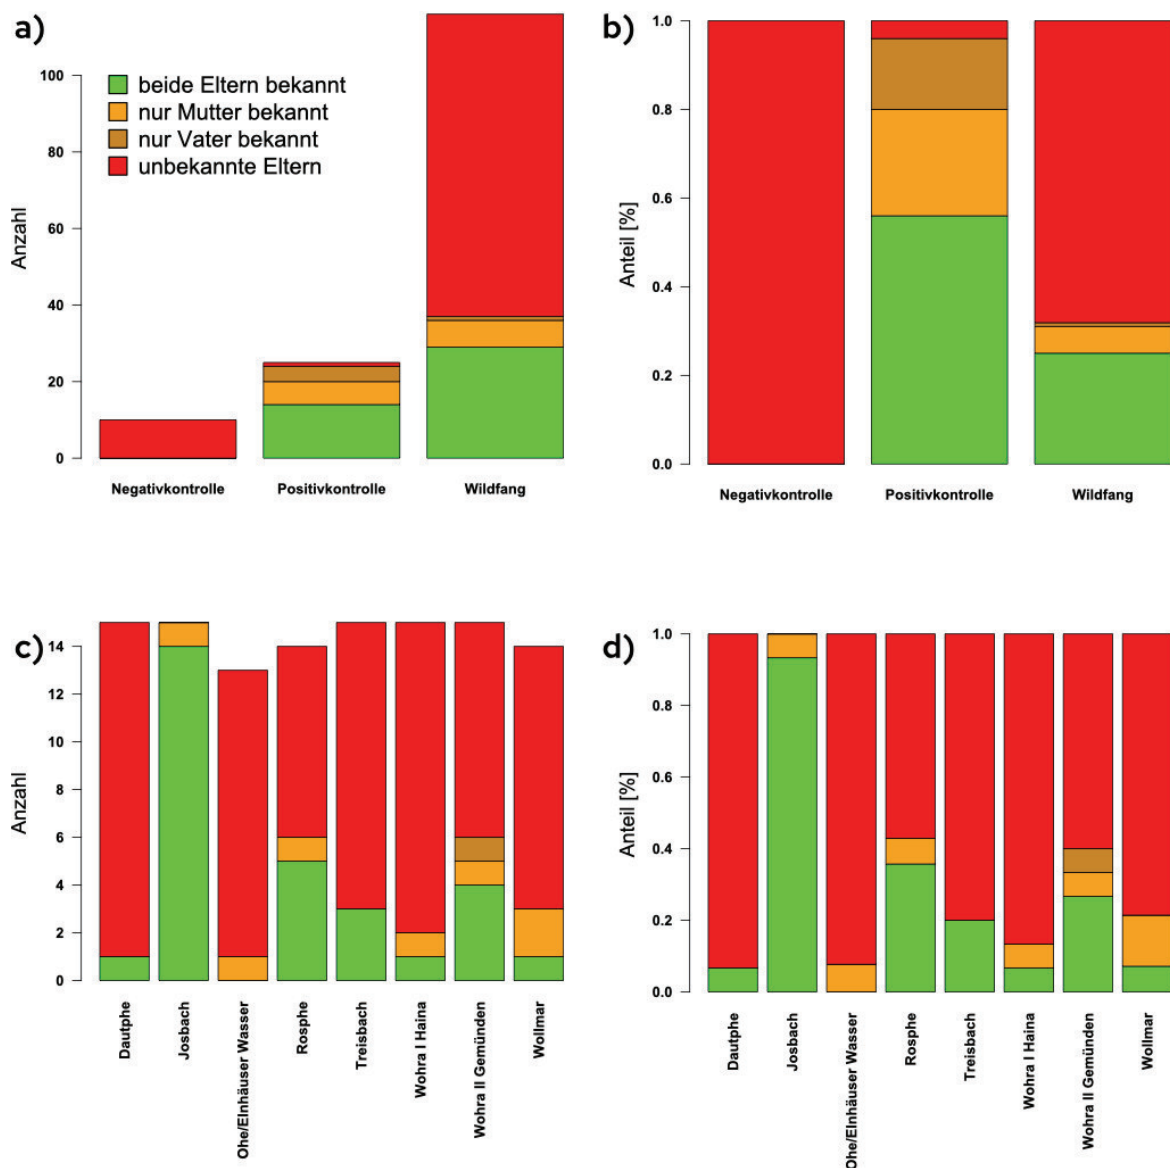 a)
beide Eltern bekannt
nur Mutter bekannt
nur Vater bekannt
unbekannte Eltern
Anzahl
100
80
60
40
20
0
Negativkontrolle Positivkontrolle Wildfang
b)
Anteil [%]
1.0
0.8
0.6
0.4
0.2
0.0
Negativkontrolle Positivkontrolle Wildfang
c)
Anzahl
14
12
10
8
6
4
2
0
Dautphe
Josbach
Ohe/EInhäuser Wasser
Rosphe
Treisbach
Wohra I Haina
Wohra II Gemünden
Wollmar
d)
Anteil [%]
1.0
0.8
0.6
0.4
0.2
0.0
Dautphe
Josbach
Ohe/EInhäuser Wasser
Rosphe
Treisbach
Wohra I Haina
Wohra II Gemünden
Wollmar